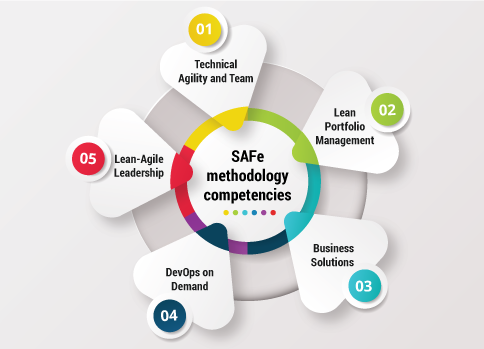 SAFe
methodology
competencies
01
Technical
Agility and Team
02
Lean
Portfolio
Management
03
Business
Solutions
04
DevOps on
Demand
05
Lean-Agile
Leadership